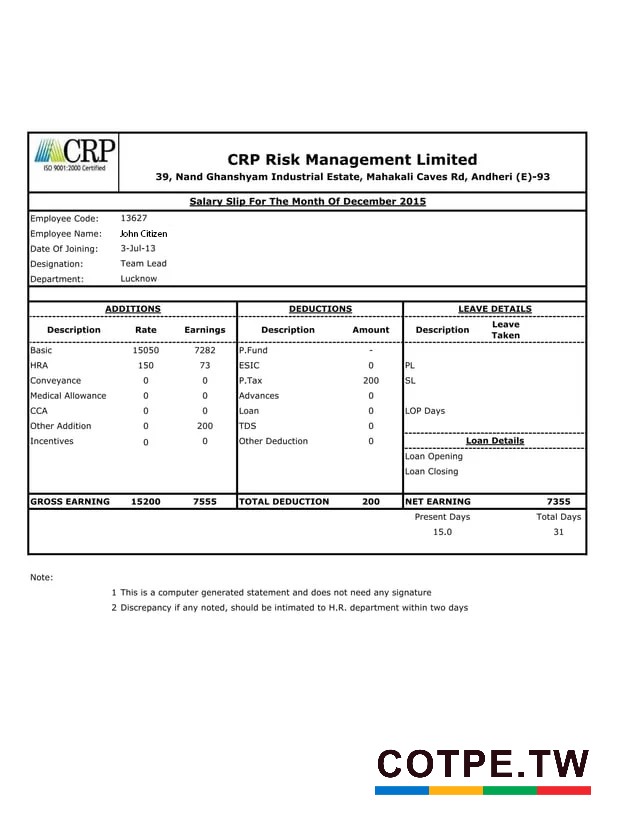 CRP
ISO 9001:2000 Certified
CRP Risk Management Limited
39, Nand Ghanshyam Industrial Estate, Mahakali Caves Rd, Andheri (E)-93
Salary Slip For The Month Of December 2015
Employee Code: 13627
Employee Name: John Citizen
Date Of Joining: 3-Jul-13
Designation: Team Lead
Department: Lucknow
ADDITIONS DEDUCTIONS LEAVE DETAILS
Description Rate Earnings Description Amount Description Leave Taken
Basic 15050 7282 P.Fund -
HRA 150 73 ESIC 0 PL
Conveyance 0 0 P.Tax 200 SL
Medical Allowance 0 0 Advances 0
CCA 0 0 Loan 0 LOP Days
Other Addition 0 200 TDS 0
Incentives 0 0 Other Deduction 0 Loan Details
Loan Opening
Loan Closing
GROSS EARNING 15200 7555 TOTAL DEDUCTION 200 NET EARNING 7355
Present Days Total Days
15.0 31
Note:
1 This is a computer generated statement and does not need any signature
2 Discrepancy if any noted, should be intimated to H.R. department within two days
COTPE.TW